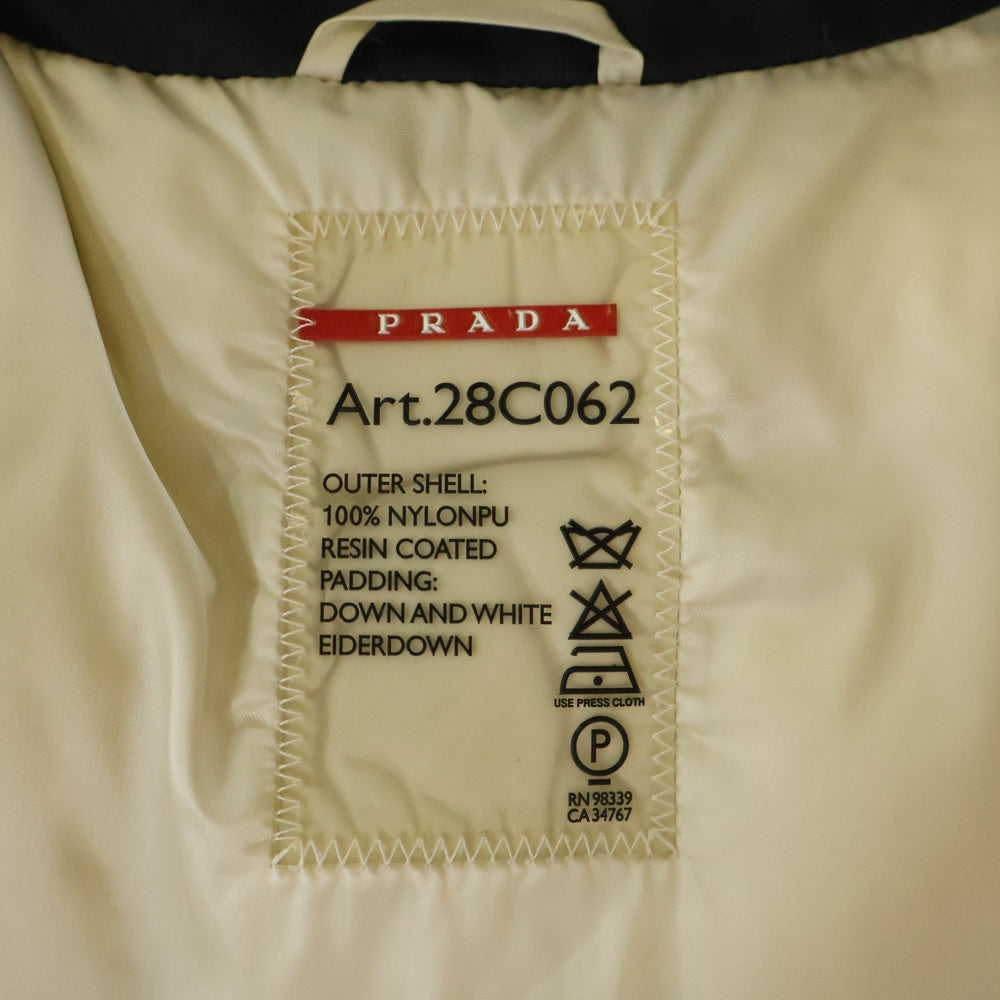 PRADA
Art.28C062
OUTER SHELL:
100% NYLONPU
RESIN COATED
PADDING:
DOWN AND WHITE
EIDERDOWN
USE PRESS CLOTH
P
RN 98339
CA 34767